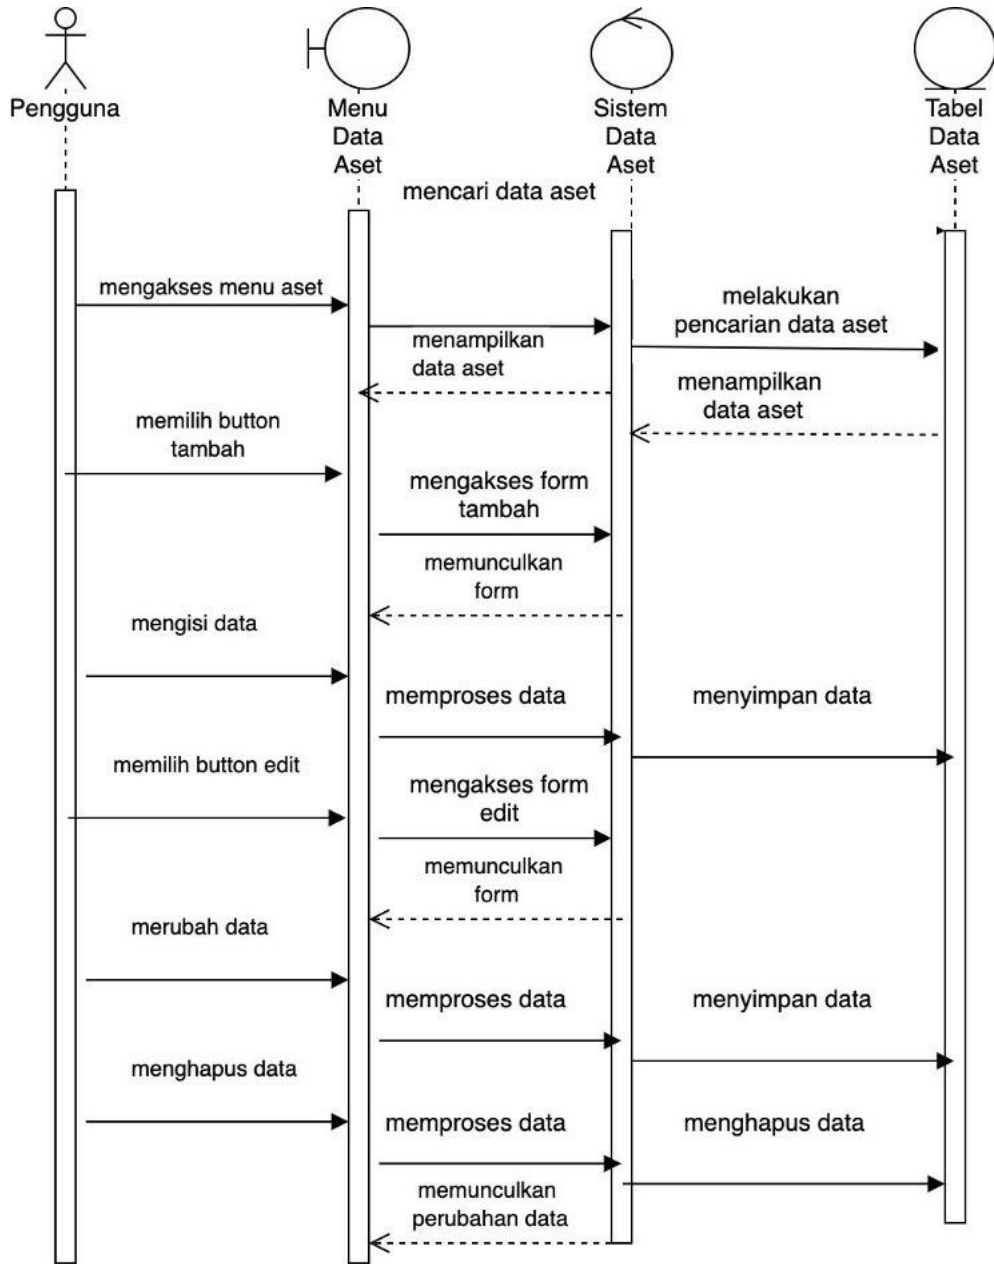 Pengguna
Menu
Data
Aset
Sistem
Data
Aset
Tabel
Data
Aset
mencari data aset
mengakses menu aset
melakukan
pencarian data aset
menampilkan
data aset
menampilkan
data aset
memilih button
tambah
mengakses form
tambah
memunculkan
form
mengisi data
memproses data
menyimpan data
memilih button edit
mengakses form
edit
memunculkan
form
merubah data
memproses data
menyimpan data
menghapus data
memproses data
menghapus data
memunculkan
perubahan data